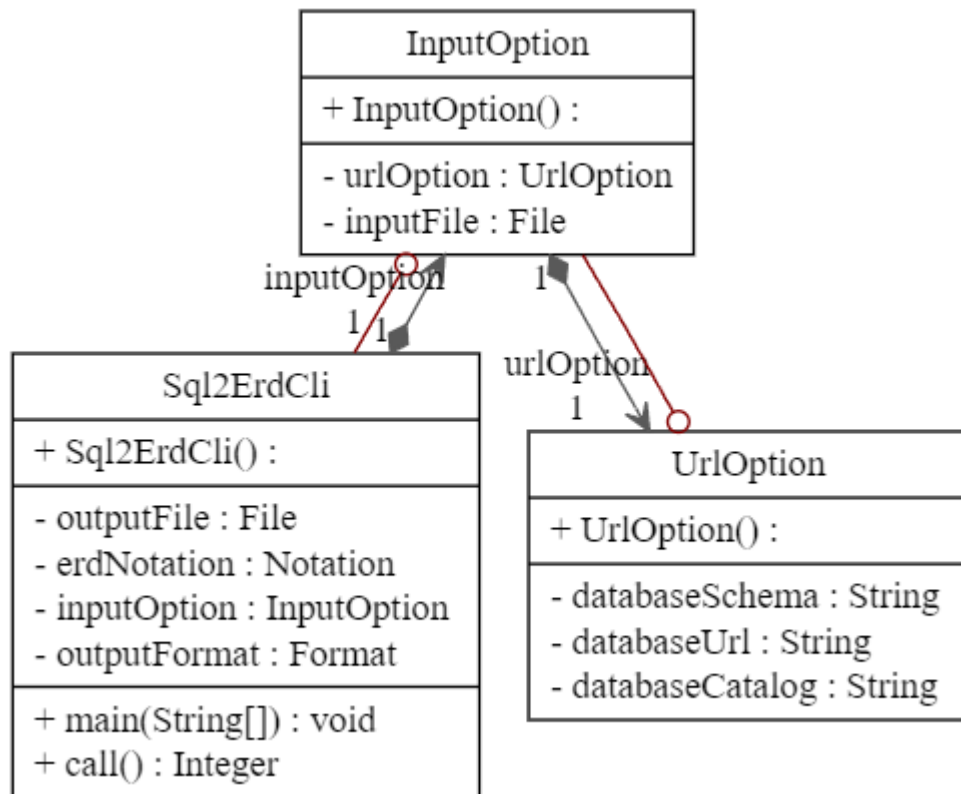 InputOption
+ InputOption() :
- urlOption : UrlOption
- inputFile : File
inputOption
1
1
1
urlOption
1
Sql2ErdCli
+ Sql2ErdCli() :
- outputFile : File
- erdNotation : Notation
- inputOption : InputOption
- outputFormat : Format
+ main(String[]) : void
+ call() : Integer
UrlOption
+ UrlOption() :
- databaseSchema : String
- databaseUrl : String
- databaseCatalog : String